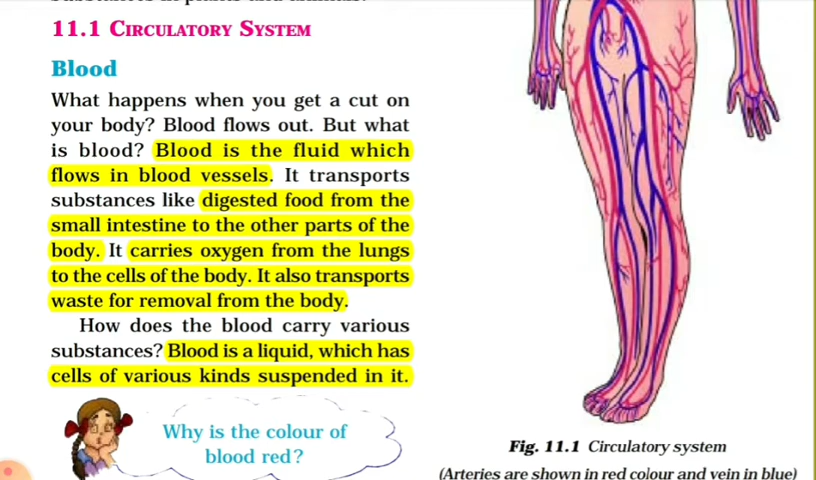 11.1 CIRCULATORY SYSTEM
Blood
What happens when you get a cut on
your body? Blood flows out. But what
is blood? Blood is the fluid which
flows in blood vessels. It transports
substances like digested food from the
small intestine to the other parts of the
body. It carries oxygen from the lungs
to the cells of the body. It also transports
waste for removal from the body.
How does the blood carry various
substances? Blood is a liquid, which has
cells of various kinds suspended in it.
Why is the colour of
blood red?
Fig. 11.1 Circulatory system
(Arteries are shown in red colour and vein in blue)